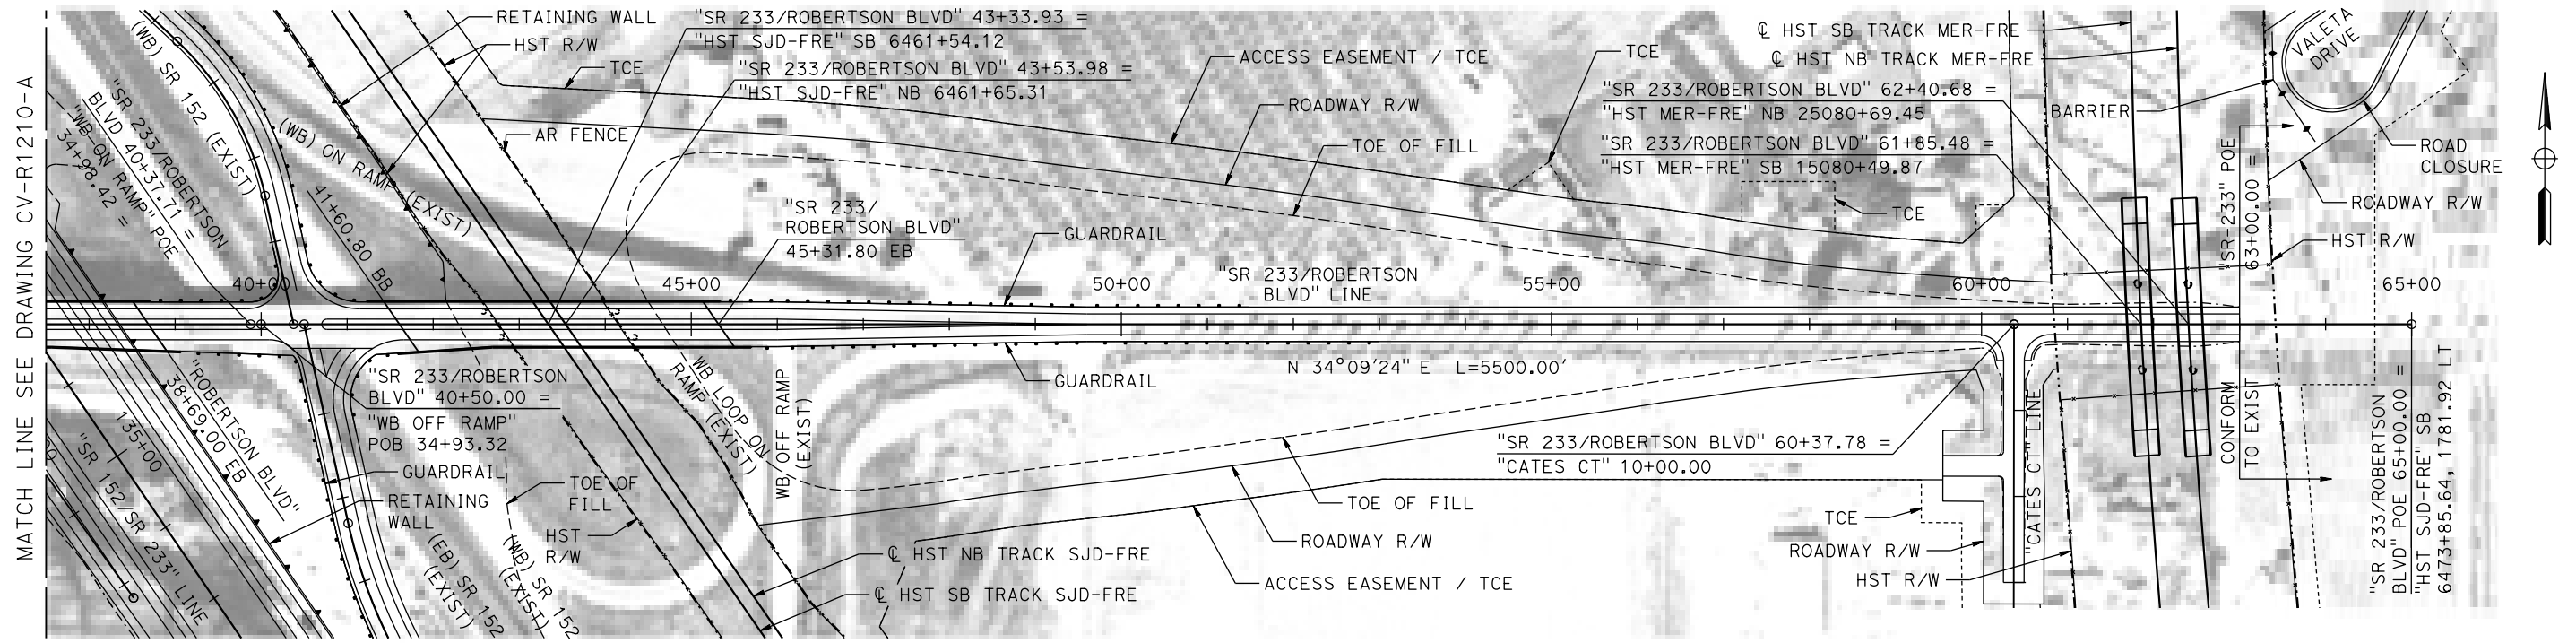 MATCH LINE SEE DRAWING CV-R1210-A
(WB) SR 152 (EXIST)
"SR 233/ROBERTSON
BLVD 40+37.71 =
"WB-ON RAMP" POE
34+98.42 =
(WB) ON RAMP (EXIST)
41+60.80 BB
RETAINING WALL
HST R/W
TCE
AR FENCE
"SR 233/ROBERTSON BLVD" 43+33.93 =
"HST SJD-FRE" SB 6461+54.12
"SR 233/ROBERTSON BLVD" 43+53.98 =
"HST SJD-FRE" NB 6461+65.31
ACCESS EASEMENT / TCE
ROADWAY R/W
TOE OF FILL
TCE
"SR 233/
ROBERTSON BLVD"
45+31.80 EB
GUARDRAIL
℄ HST SB TRACK MER-FRE
℄ HST NB TRACK MER-FRE
"SR 233/ROBERTSON BLVD" 62+40.68 =
"HST MER-FRE" NB 25080+69.45
"SR 233/ROBERTSON BLVD" 61+85.48 =
"HST MER-FRE" SB 15080+49.87
TCE
BARRIER
VALETA
DRIVE
ROAD
CLOSURE
ROADWAY R/W
HST R/W
"SR-233" POE
63+00.00 =
40+00
45+00
50+00
55+00
60+00
65+00
"SR 233/ROBERTSON
BLVD" LINE
N 34°09'24" E L=5500.00'
"ROBERTSON BLVD"
38+69.00 EB
135+00
"SR 152/SR 233" LINE
"SR 233/ROBERTSON
BLVD" 40+50.00 =
"WB OFF RAMP"
POB 34+93.32
GUARDRAIL
RETAINING
WALL
(EB) SR 152
(EXIST)
(WB) SR 152
(EXIST)
TOE OF
FILL
HST
R/W
WB LOOP ON
RAMP (EXIST)
WB OFF RAMP
(EXIST)
GUARDRAIL
℄ HST NB TRACK SJD-FRE
℄ HST SB TRACK SJD-FRE
TOE OF FILL
ROADWAY R/W
ACCESS EASEMENT / TCE
"SR 233/ROBERTSON BLVD" 60+37.78 =
"CATES CT" 10+00.00
TCE
ROADWAY R/W
HST R/W
"CATES CT" LINE
CONFORM
TO EXIST
"SR 233/ROBERTSON
BLVD" POE 65+00.00 =
"HST SJD-FRE" SB
6473+85.64, 1781.92 LT